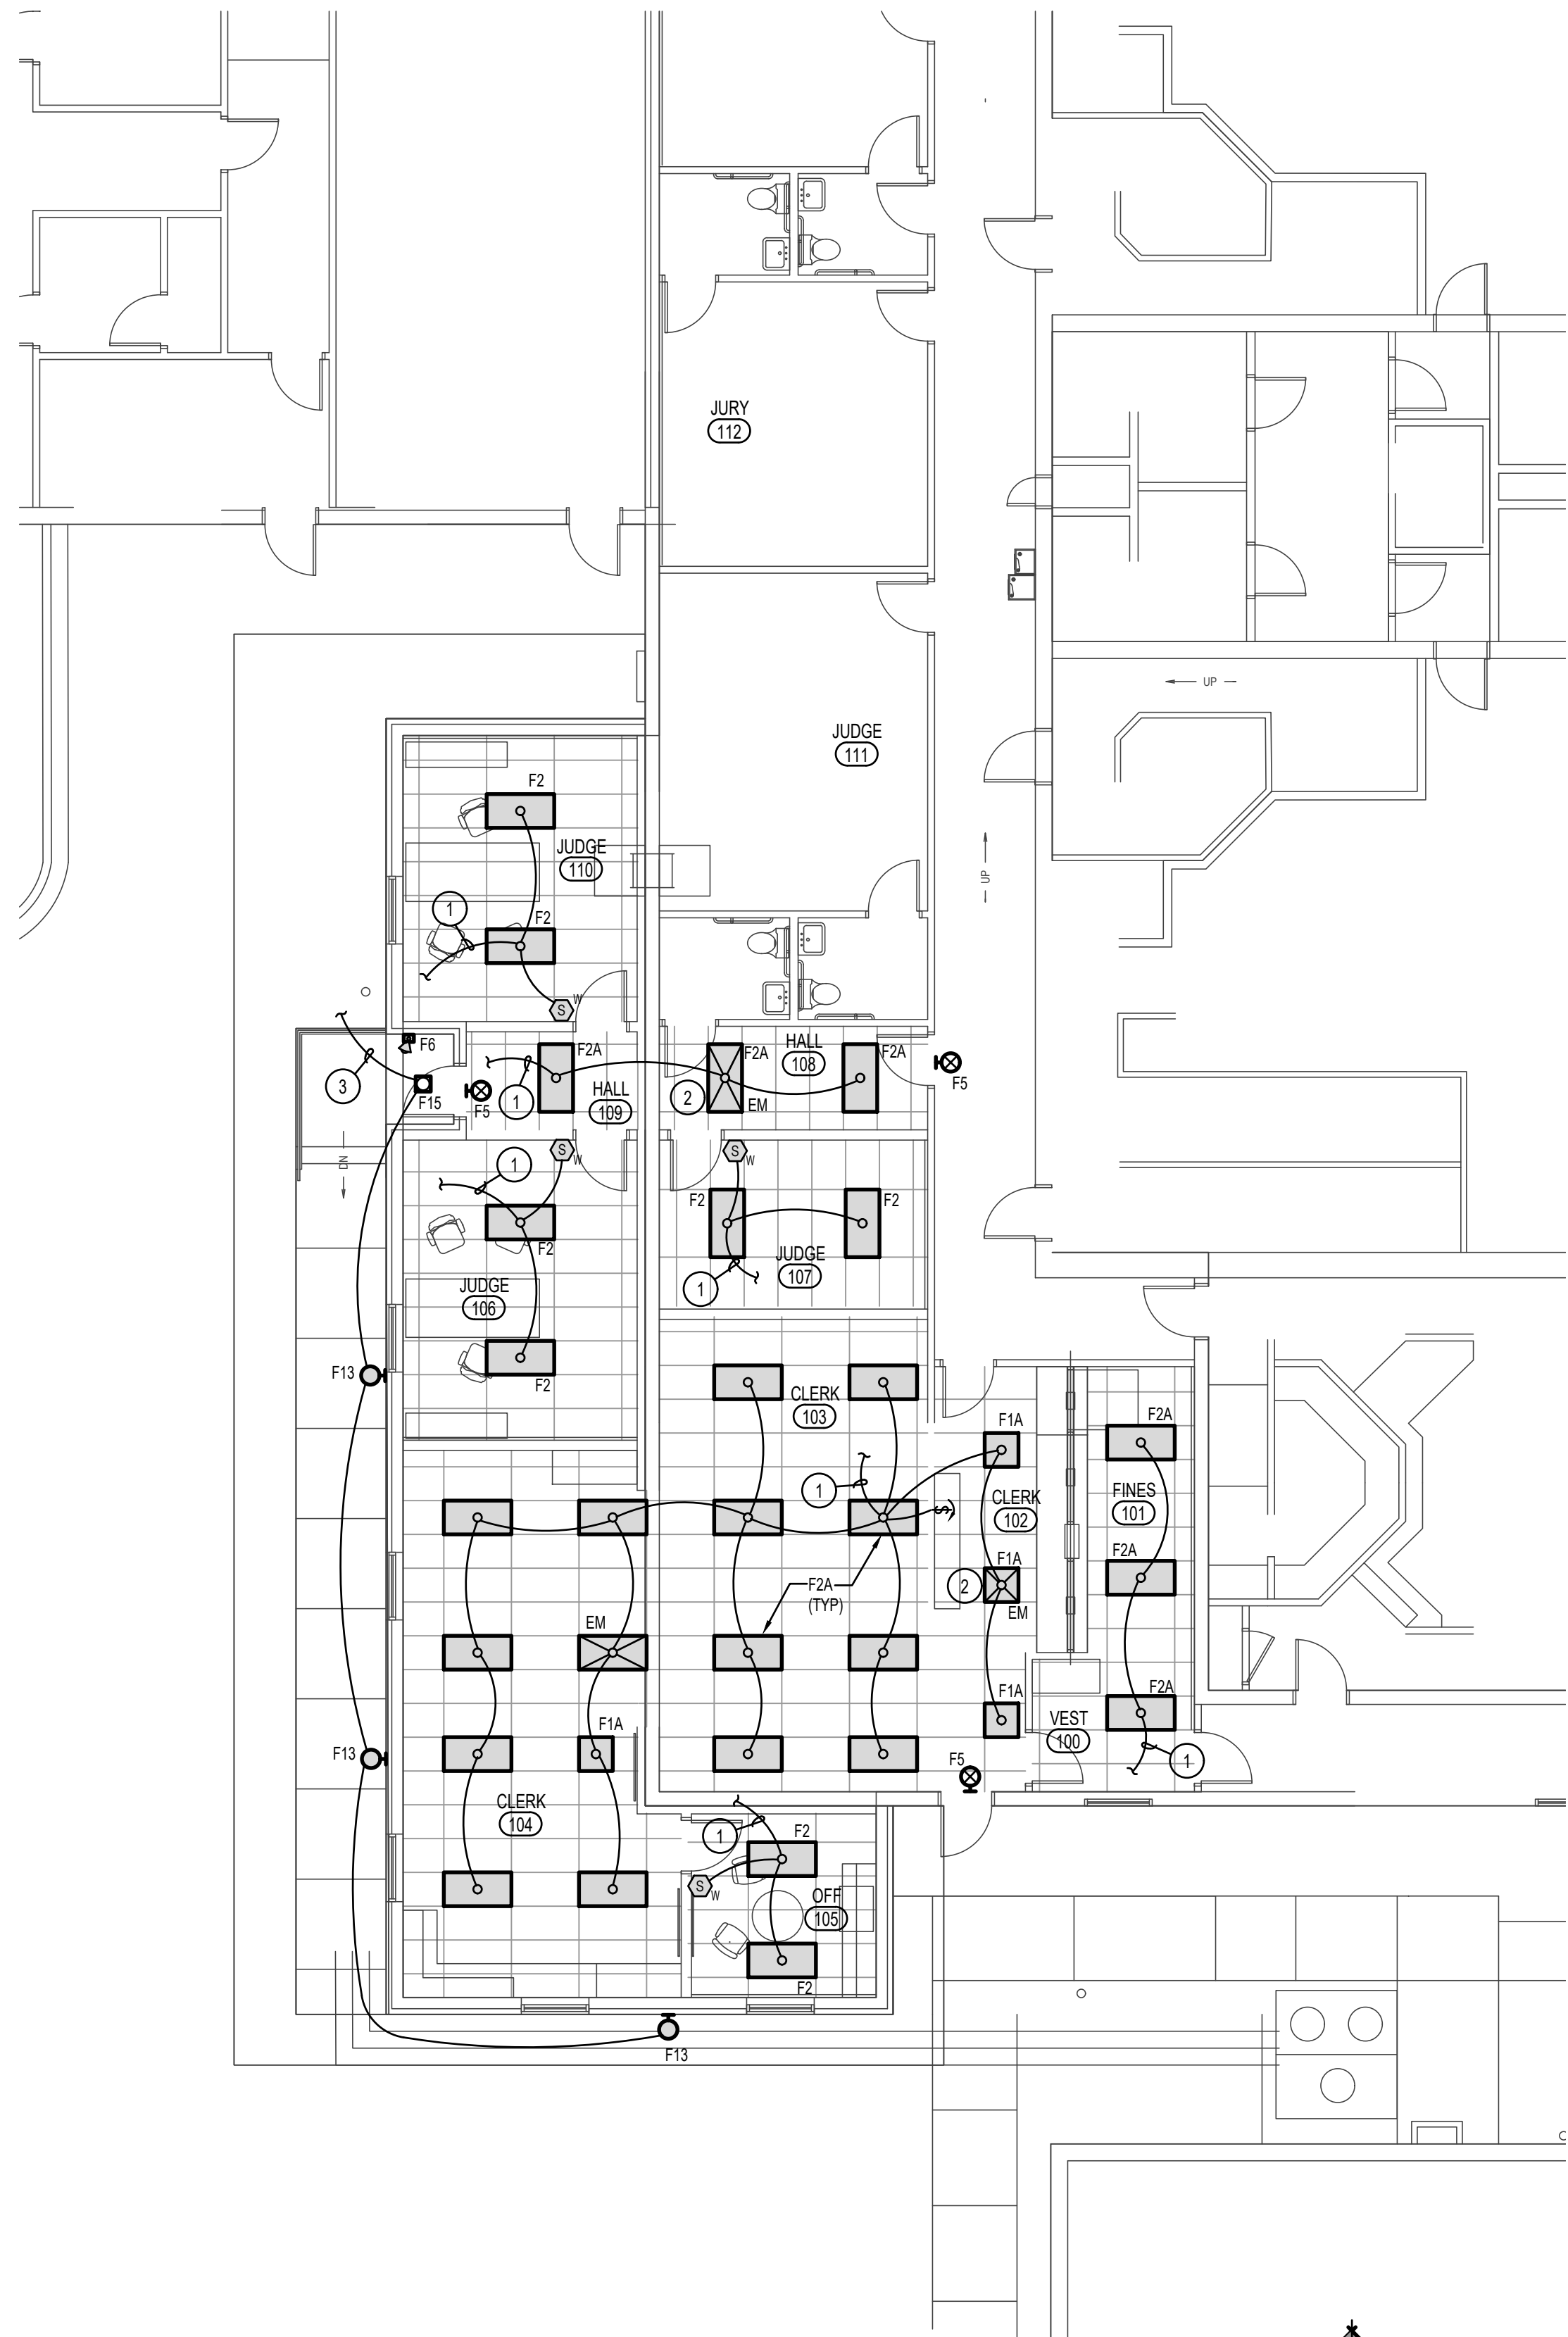 JURY
112
UP
JUDGE
111
UP
F2
JUDGE
110
1
F2
S
W
F6
3
F15
F5
1
F2A
HALL
109
F2A
2
EM
HALL
108
F2A
F5
DN
S
W
1
F2
JUDGE
106
F2
S
W
F2
F2
JUDGE
107
1
F13
CLERK
103
F1A
F2A
1
S
CLERK
102
FINES
101
F2A
F1A
2
EM
F2A
(TYP)
EM
F1A
F1A
F2A
VEST
100
F5
1
F13
CLERK
104
1
F2
S
W
OFF
105
F2
F13